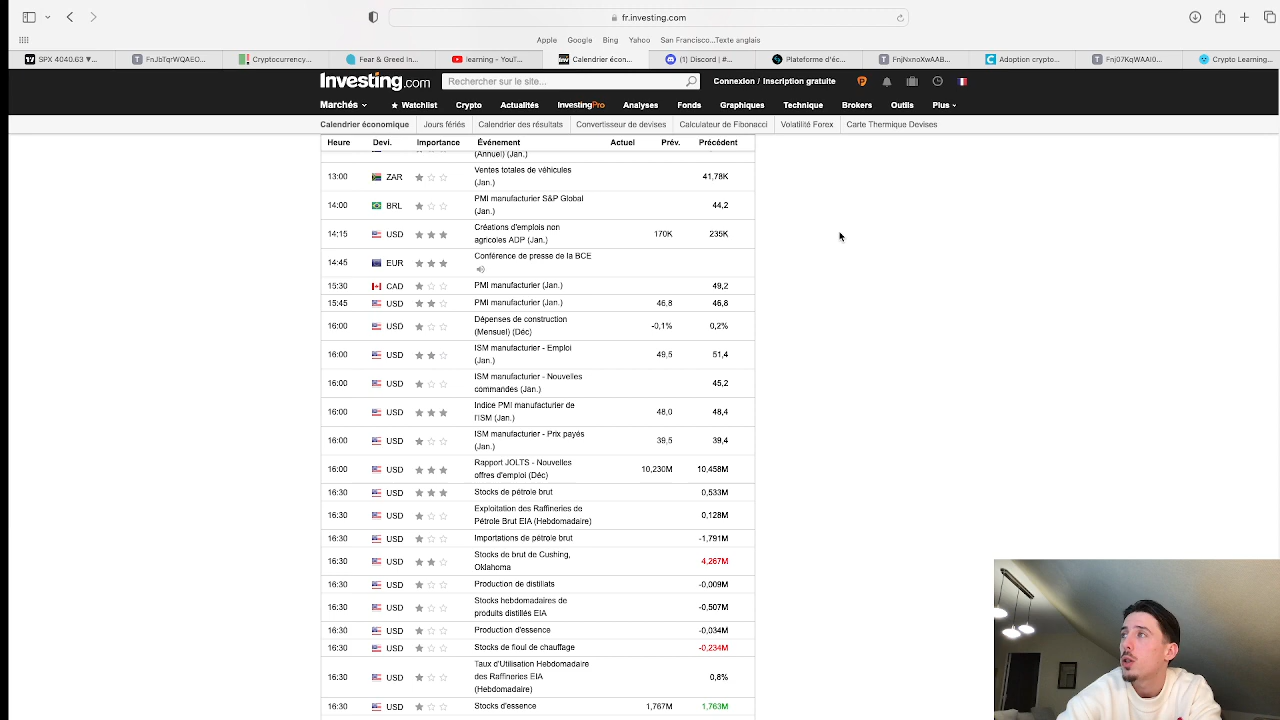 fr.investing.com
Apple Google Bing Yahoo San Francisco...Texte anglais
SPX 4040.63 ▼... FnJbTqrWQAEO... Cryptocurrency... Fear & Greed In... learning - YouT... Calendrier écon... (1) Discord | #... Plateforme d'éc... FnjNxnoXwAAB... Adoption crypto... Fnj07KqWAAI0... Crypto Learning...
Investing.com Rechercher sur le site... Connexion / Inscription gratuite
Marchés Watchlist Crypto Actualités InvestingPro Analyses Fonds Graphiques Technique Brokers Outils Plus
Calendrier économique Jours fériés Calendrier des résultats Convertisseur de devises Calculateur de Fibonacci Volatilité Forex Carte Thermique Devises
Heure Devi. Importance Événement Actuel Prév. Précédent
(Annuel) (Jan.)
13:00 ZAR Ventes totales de véhicules 41,78K
(Jan.)
14:00 BRL PMI manufacturier S&P Global 44,2
(Jan.)
14:15 USD Créations d'emplois non 170K 235K
agricoles ADP (Jan.)
14:45 EUR Conférence de presse de la BCE
15:30 CAD PMI manufacturier (Jan.) 49,2
15:45 USD PMI manufacturier (Jan.) 46,8 46,8
16:00 USD Dépenses de construction -0,1% 0,2%
(Mensuel) (Déc)
16:00 USD ISM manufacturier - Emploi 49,5 51,4
(Jan.)
16:00 USD ISM manufacturier - Nouvelles 45,2
commandes (Jan.)
16:00 USD Indice PMI manufacturier de 48,0 48,4
l'ISM (Jan.)
16:00 USD ISM manufacturier - Prix payés 39,5 39,4
(Jan.)
16:00 USD Rapport JOLTS - Nouvelles 10,230M 10,458M
offres d'emploi (Déc)
16:30 USD Stocks de pétrole brut 0,533M
16:30 USD Exploitation des Raffineries de 0,128M
Pétrole Brut EIA (Hebdomadaire)
16:30 USD Importations de pétrole brut -1,791M
16:30 USD Stocks de brut de Cushing, 4,267M
Oklahoma
16:30 USD Production de distillats -0,009M
16:30 USD Stocks hebdomadaires de -0,507M
produits distillés EIA
16:30 USD Production d'essence -0,034M
16:30 USD Stocks de fioul de chauffage -0,234M
16:30 USD Taux d'Utilisation Hebdomadaire 0,8%
des Raffineries EIA
(Hebdomadaire)
16:30 USD Stocks d'essence 1,767M 1,763M